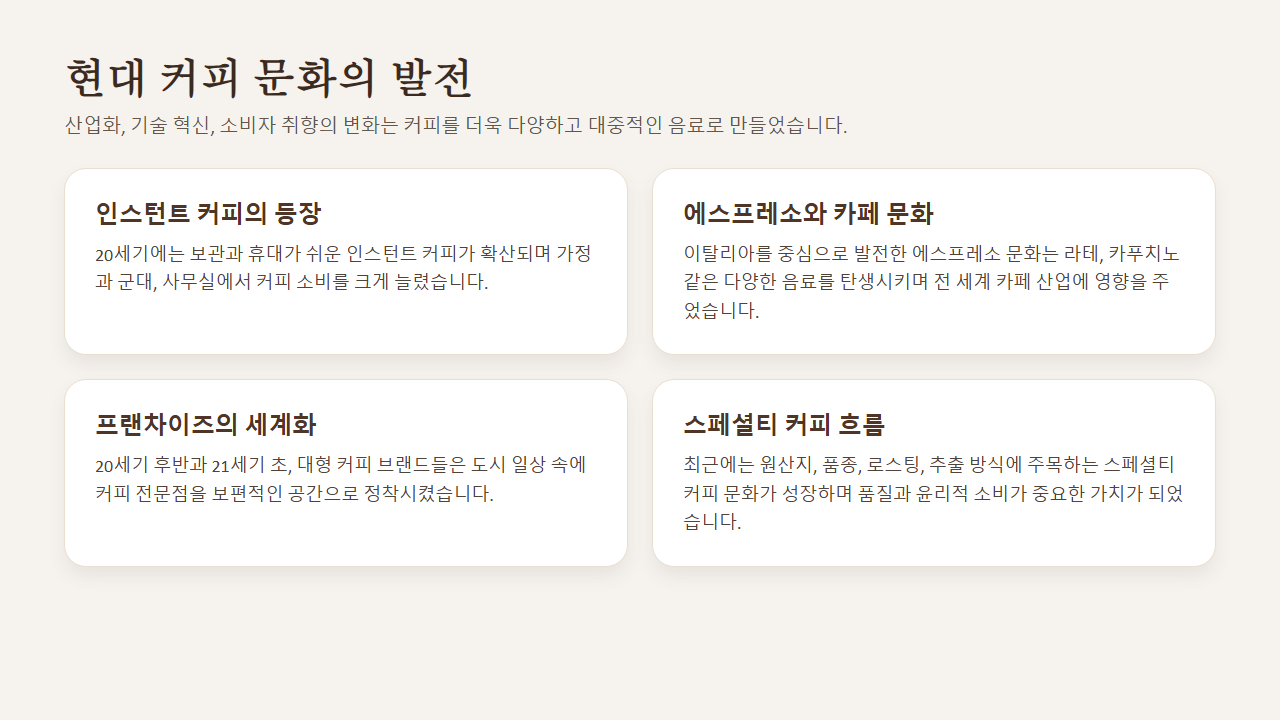 현대 커피 문화의 발전
산업화, 기술 혁신, 소비자 취향의 변화는 커피를 더욱 다양하고 대중적인 음료로 만들었습니다.
인스턴트 커피의 등장
20세기에는 보관과 휴대가 쉬운 인스턴트 커피가 확산되며 가정
과 군대, 사무실에서 커피 소비를 크게 늘렸습니다.
에스프레소와 카페 문화
이탈리아를 중심으로 발전한 에스프레소 문화는 라테, 카푸치노
같은 다양한 음료를 탄생시키며 전 세계 카페 산업에 영향을 주
었습니다.
프랜차이즈의 세계화
20세기 후반과 21세기 초, 대형 커피 브랜드들은 도시 일상 속에
커피 전문점을 보편적인 공간으로 정착시켰습니다.
스페셜티 커피 흐름
최근에는 원산지, 품종, 로스팅, 추출 방식에 주목하는 스페셜티
커피 문화가 성장하며 품질과 윤리적 소비가 중요한 가치가 되었
습니다.